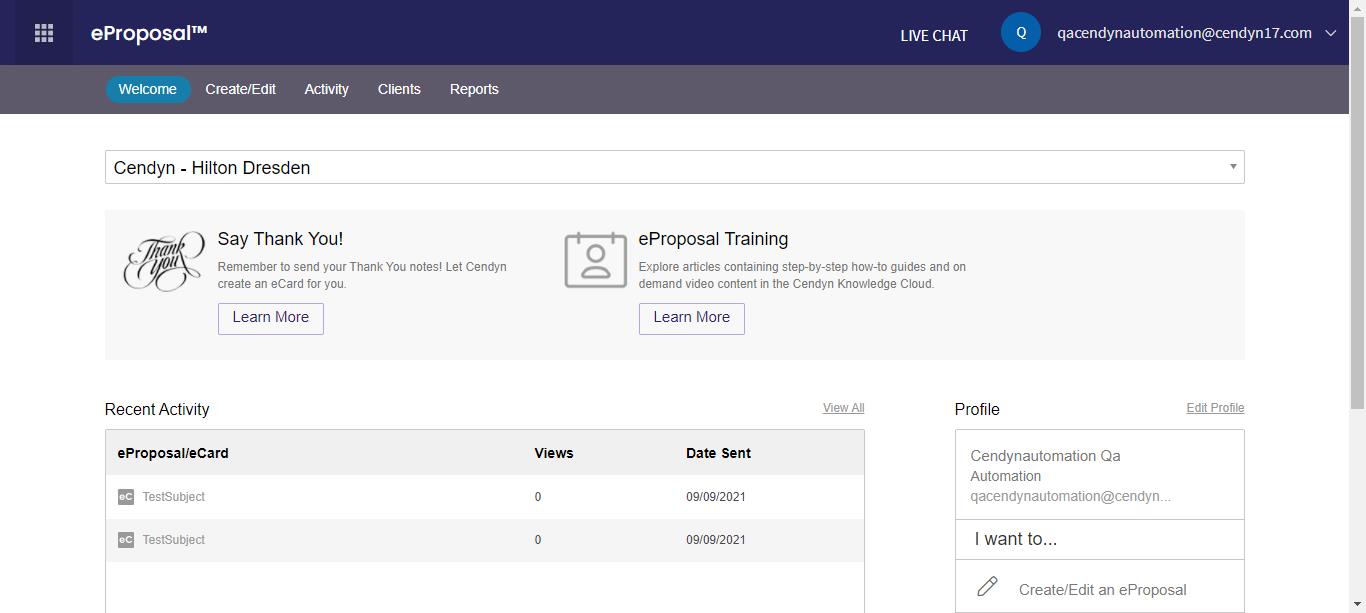 eProposal™
LIVE CHAT
Q
qacendynautomation@cendyn17.com
Welcome
Create/Edit
Activity
Clients
Reports
Cendyn - Hilton Dresden
Thank
You
Say Thank You!
Remember to send your Thank You notes! Let Cendyn
create an eCard for you.
Learn More
eProposal Training
Explore articles containing step-by-step how-to guides and on
demand video content in the Cendyn Knowledge Cloud.
Learn More
Recent Activity
View All
eProposal/eCard Views Date Sent
eC TestSubject 0 09/09/2021
eC TestSubject 0 09/09/2021
Profile
Edit Profile
Cendynautomation Qa
Automation
qacendynautomation@cendyn...
I want to...
Create/Edit an eProposal